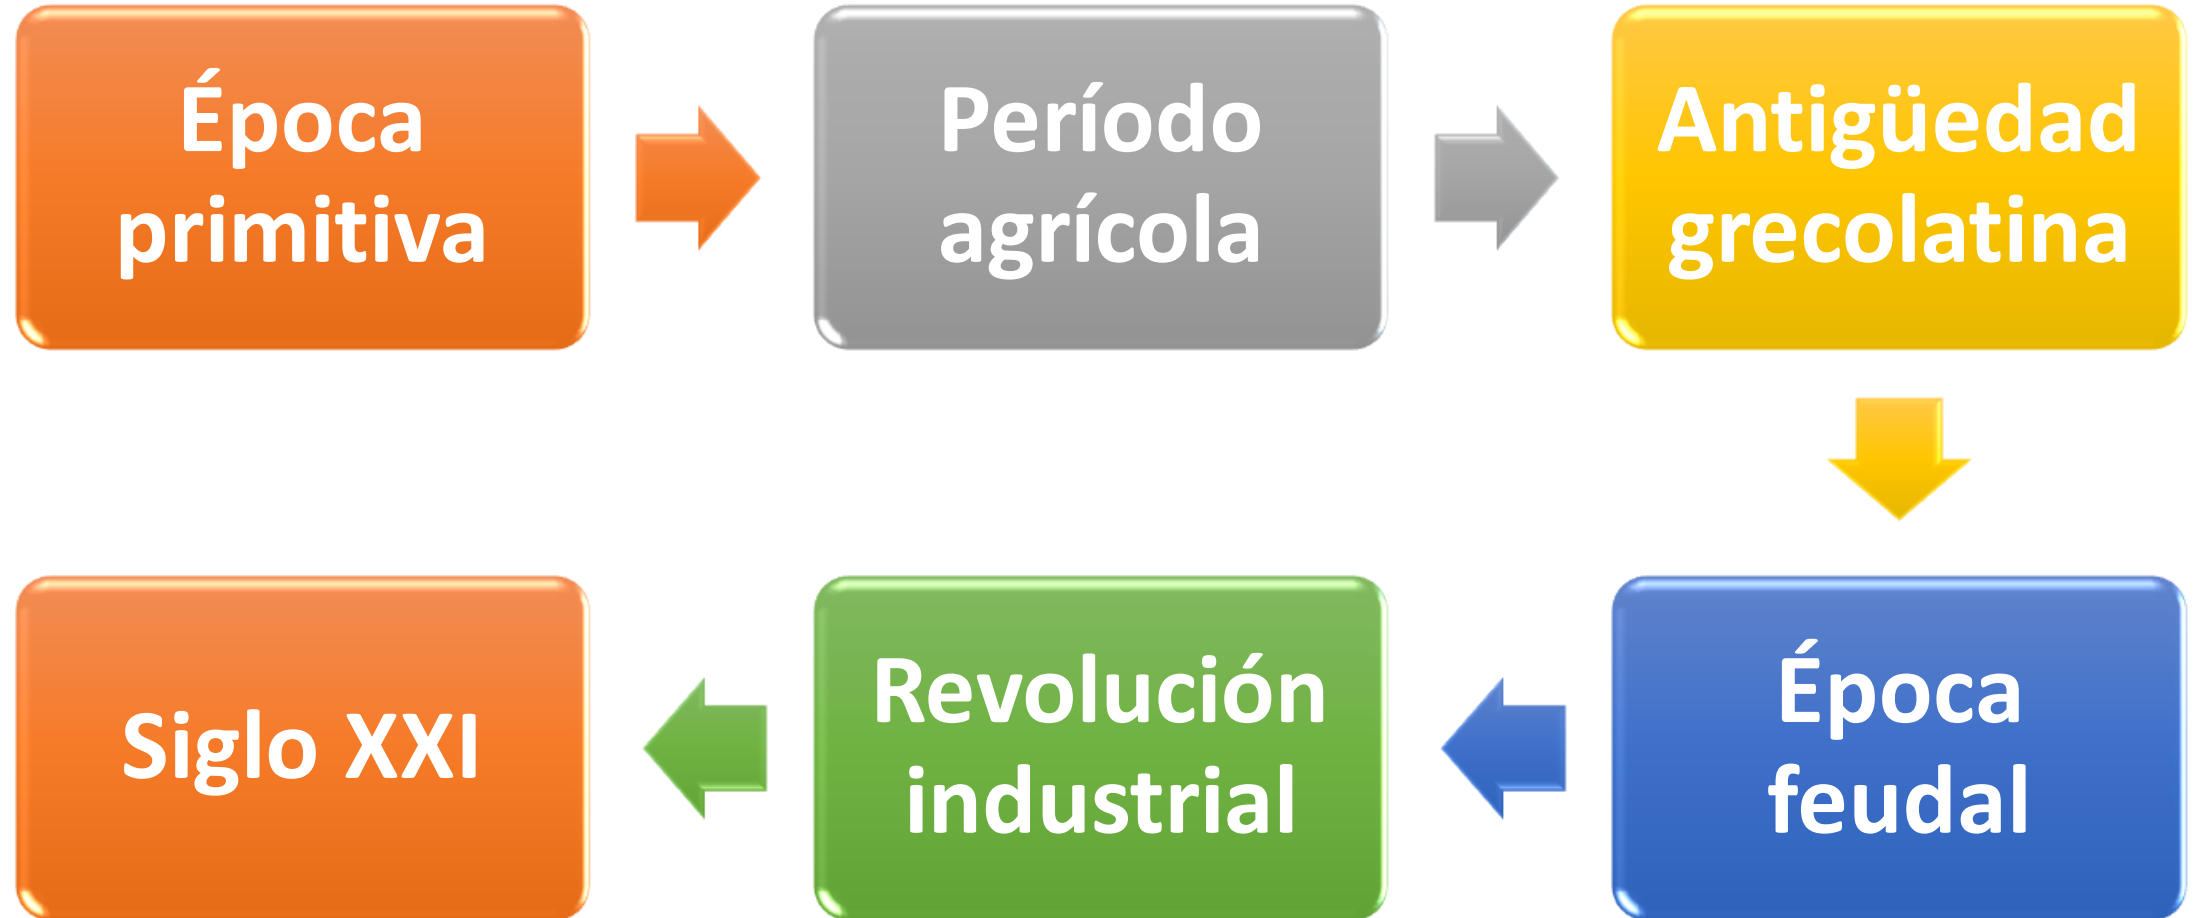 Época
primitiva
Período
agrícola
Antigüedad
grecolatina
Época
feudal
Revolución
industrial
Siglo XXI